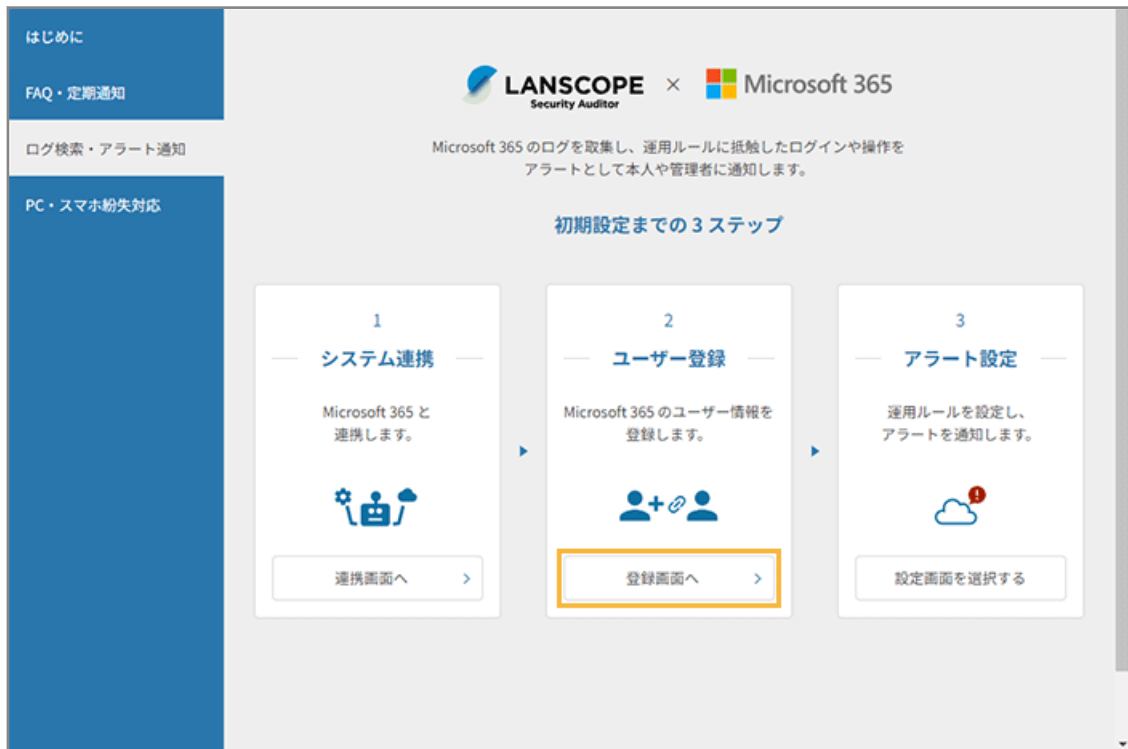 はじめに
FAQ・定期通知
ログ検索・アラート通知
PC・スマホ紛失対応
LANSCOPE × Microsoft 365
Security Auditor
Microsoft 365 のログを取集し、運用ルールに抵触したログインや操作を
アラートとして本人や管理者に通知します。
初期設定までの 3 ステップ
1
システム連携
Microsoft 365 と
連携します。
連携画面へ
2
ユーザー登録
Microsoft 365 のユーザー情報を
登録します。
登録画面へ
3
アラート設定
運用ルールを設定し、
アラートを通知します。
設定画面を選択する